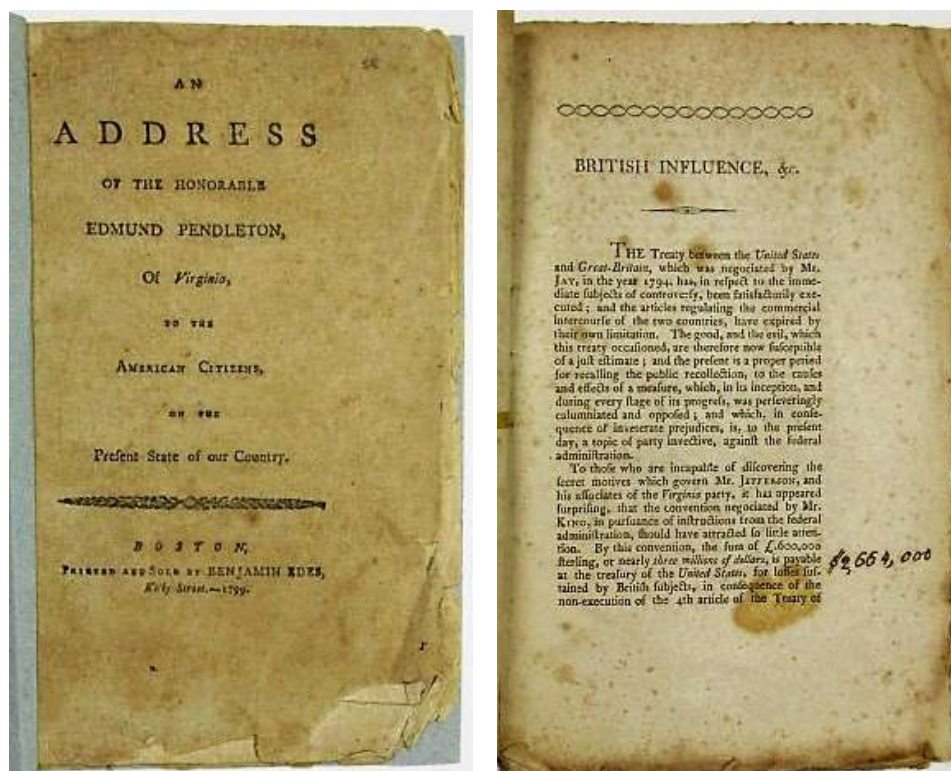 AN
ADDRESS
OF THE HONORABLE
EDMUND PENDLETON,
Of Virginia,
TO THE
AMERICAN CITIZENS,
ON THE
Present State of our Country.
BOSTON,
PRINTED AND SOLD BY BENJAMIN EDES,
Kilby-Street.—1799.
BRITISH INFLUENCE, &c.
THE Treaty between the United States
and Great-Britain, which was negociated by Mr.
JAY, in the year 1794, has, in reſpect to the imme-
diate ſubjects of controverſy, been ſatisfactorily exe-
cuted; and the articles regulating the commercial
intercourſe of the two countries, have expired by
their own limitation. The good, and the evil, which
this treaty occaſioned, are therefore now ſuſceptible
of a juſt eſtimate; and the preſent is a proper period
for recalling the public recollection, to the cauſes
and effects of a meaſure, which, in its inception, and
during every ſtage of its progreſs, was perſeveringly
calumniated and oppoſed; and which, in conſe-
quence of inveterate prejudices, is, to the preſent
day, a topic of party invective, againſt the federal
adminiſtration.
To thoſe who are incapable of diſcovering the
ſecret motives which govern Mr. JEFFERSON, and
his aſſociates of the Virginia party, it has appeared
ſurpriſing, that the convention negociated by Mr.
KING, in purſuance of inſtructions from the federal
adminiſtration, ſhould have attracted ſo little atten-
tion. By this convention, the ſum of £.600,000
ſterling, or nearly three millions of dollars, is payable
at the treaſury of the United States, for loſſes ſuſ-
tained by Britiſh ſubjects, in conſequence of the
non-execution of the 4th article of the Treaty of
$2,664,000